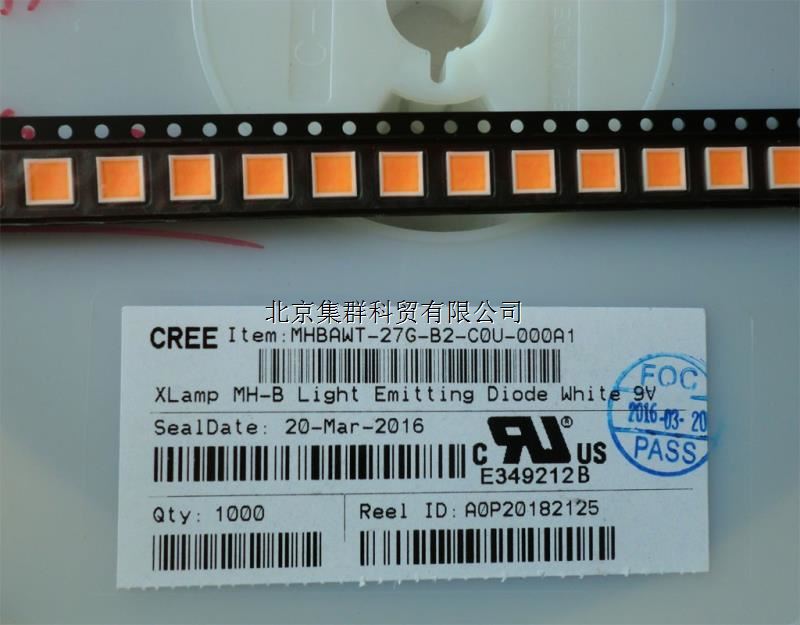 北京集群科贸有限公司
CREE Item:MHBAWT-27G-B2-C0U-000A1
XLamp MH-B Light Emitting Diode White 9V
SealDate: 20-Mar-2016
C RU® US
E349212B
FOC
2016-03-20
PASS
Qty: 1000
Reel ID: A0P20182125